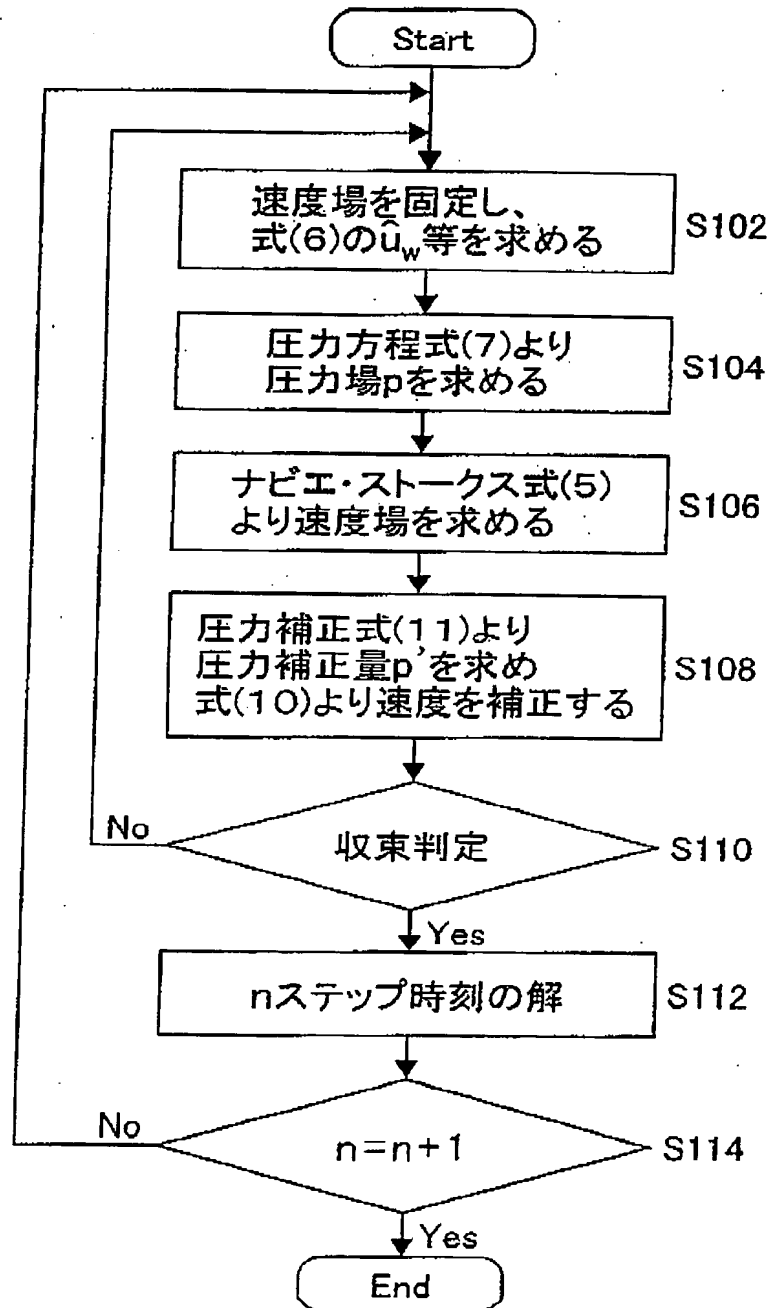 Start
速度場を固定し、
式(6)のûw等を求める
S102
圧力方程式(7)より
圧力場pを求める
S104
ナビエ・ストークス式(5)
より速度場を求める
S106
圧力補正式(11)より
圧力補正量p'を求め
式(10)より速度を補正する
S108
No
収束判定
S110
Yes
nステップ時刻の解
S112
No
n=n+1
S114
Yes
End